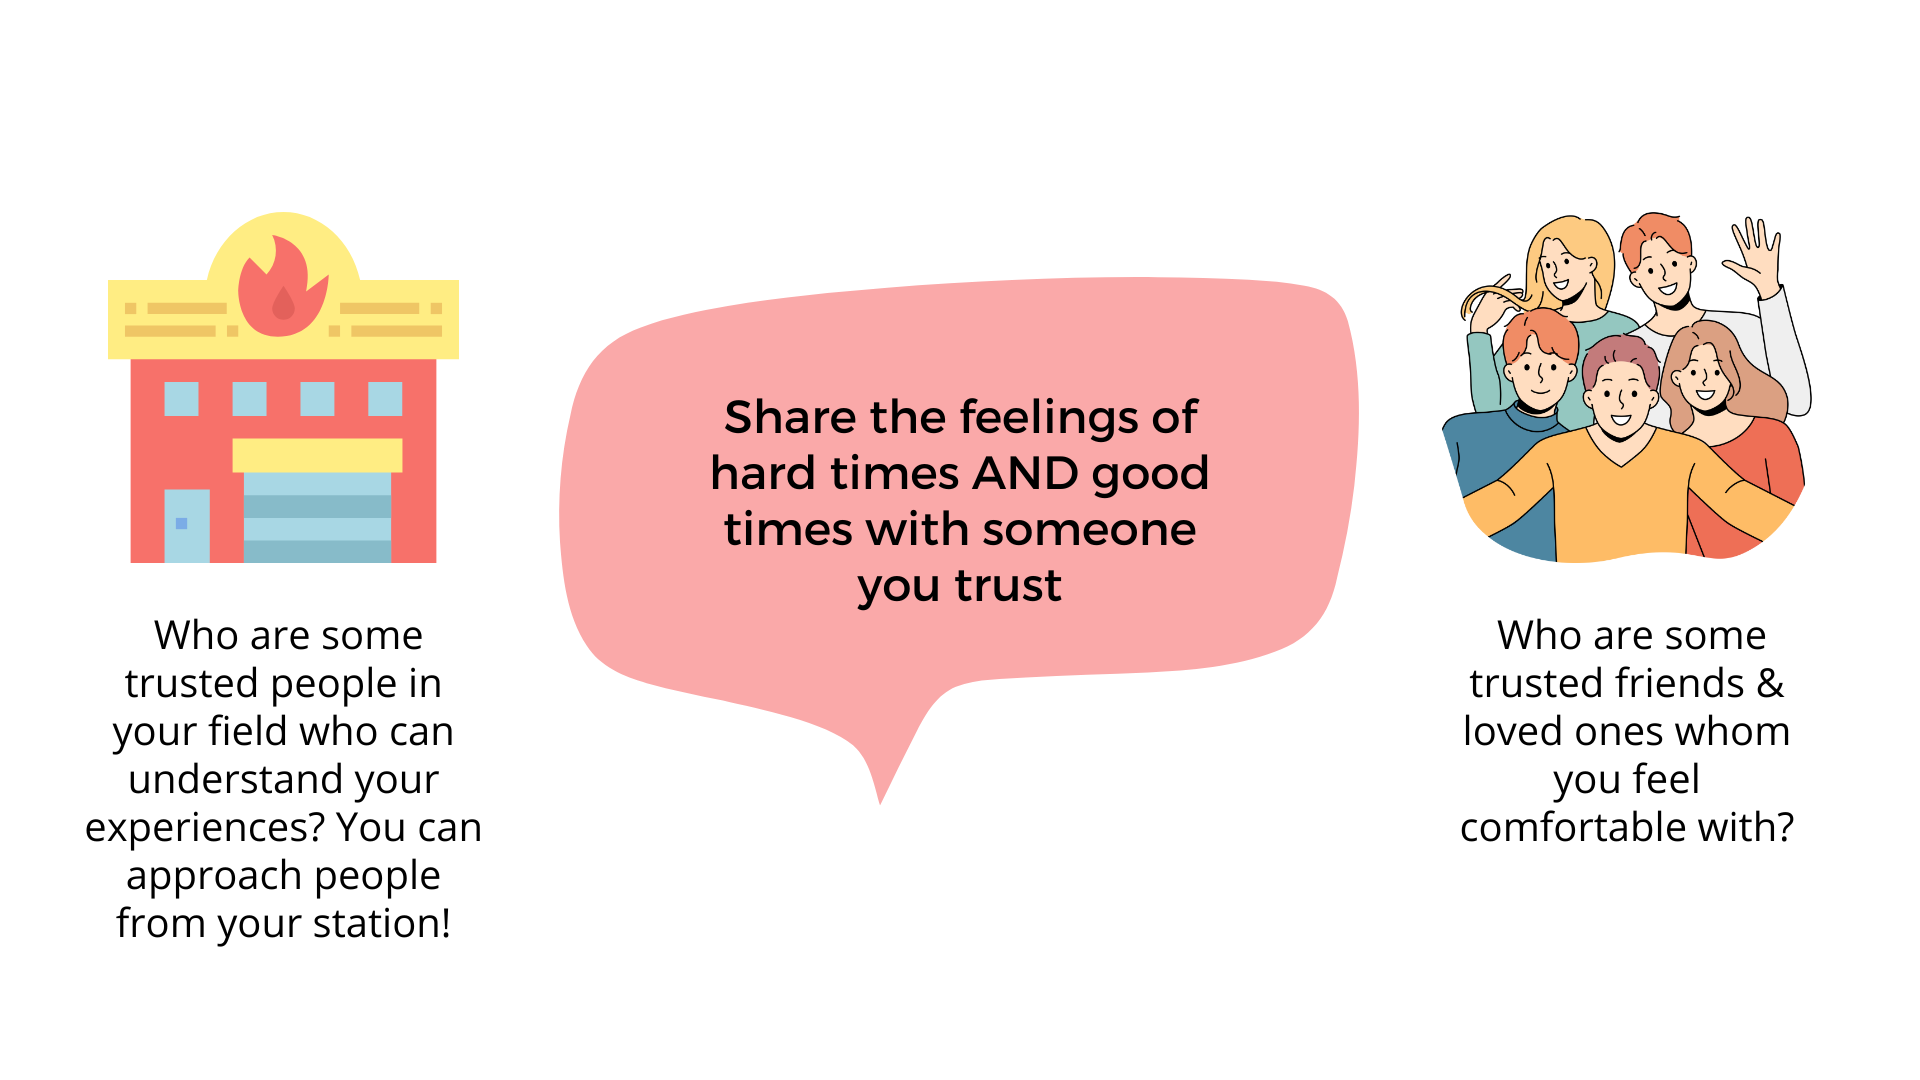 Share the feelings of
hard times AND good
times with someone
you trust
Who are some
trusted people in
your field who can
understand your
experiences? You can
approach people
from your station!
Who are some
trusted friends &
loved ones whom
you feel
comfortable with?